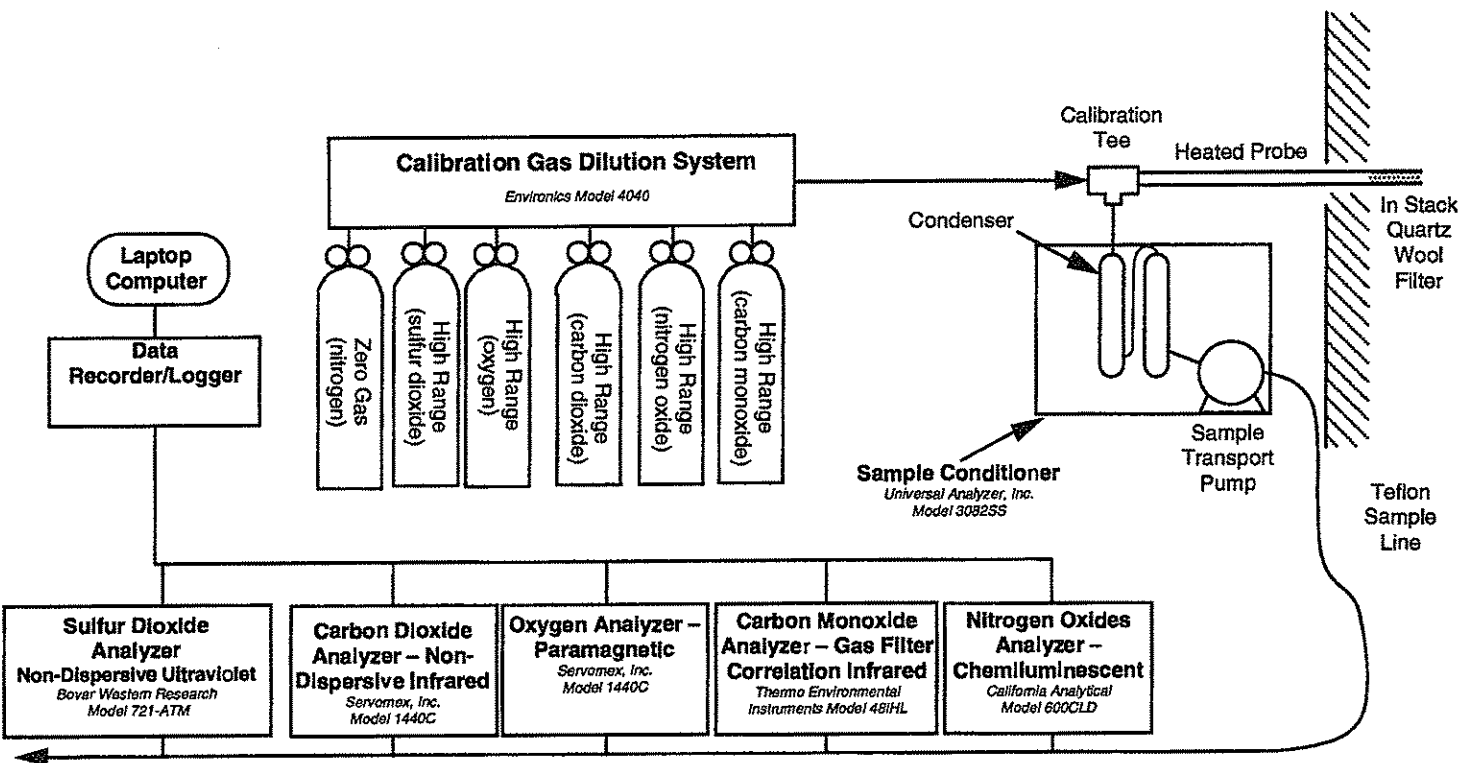 Calibration Gas Dilution System
Environics Model 4040
Calibration
Tee
Heated Probe
In Stack
Quartz
Wool
Filter
Condenser
Laptop
Computer
Data
Recorder/Logger
Zero Gas
(nitrogen)
High Range
(sulfur dioxide)
High Range
(oxygen)
High Range
(carbon dioxide)
High Range
(nitrogen oxide)
High Range
(carbon monoxide)
Sample Conditioner
Universal Analyzer, Inc.
Model 3082SS
Sample
Transport
Pump
Teflon
Sample
Line
Sulfur Dioxide
Analyzer
Non-Dispersive Ultraviolet
Bovar Western Research
Model 721-ATM
Carbon Dioxide
Analyzer – Non-
Dispersive Infrared
Servomex, Inc.
Model 1440C
Oxygen Analyzer –
Paramagnetic
Servomex, Inc.
Model 1440C
Carbon Monoxide
Analyzer – Gas Filter
Correlation Infrared
Thermo Environmental
Instruments Model 48iHL
Nitrogen Oxides
Analyzer –
Chemiluminescent
California Analytical
Model 600CLD